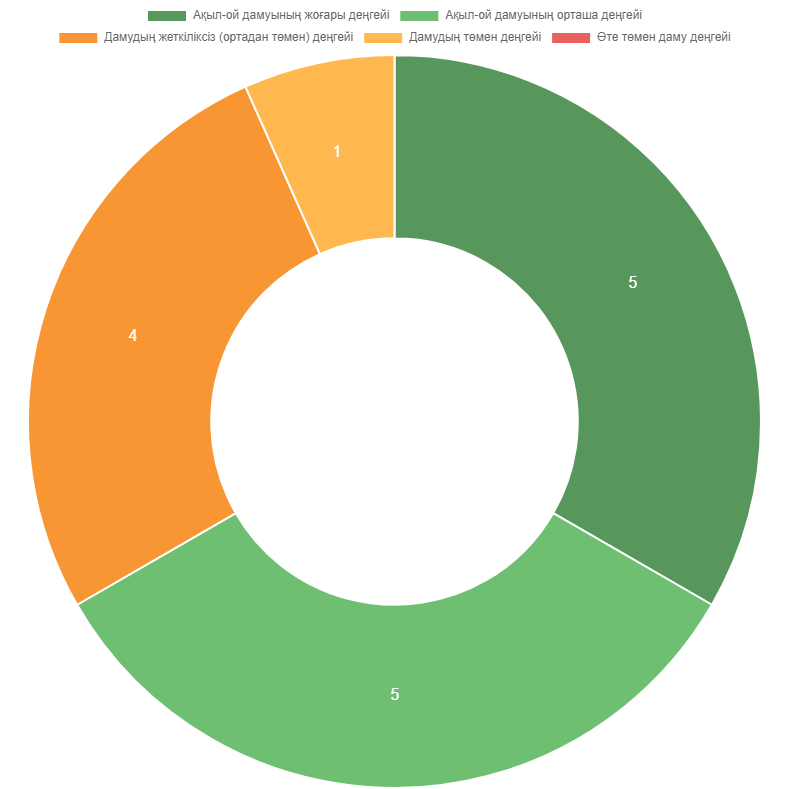 Ақыл-ой дамуының жоғары деңгейі Ақыл-ой дамуының орташа деңгейі
Дамудың жеткіліксіз (ортадан төмен) деңгейі Дамудың төмен деңгейі Өте төмен даму деңгейі
1
5
4
5